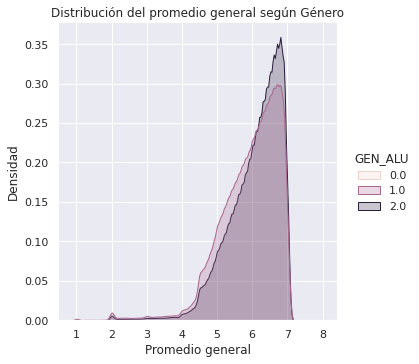 Distribución del promedio general según Género
0.35
0.30
0.25
0.20
0.15
0.10
0.05
0.00
Densidad
1 2 3 4 5 6 7 8
Promedio general
GEN_ALU
0.0
1.0
2.0